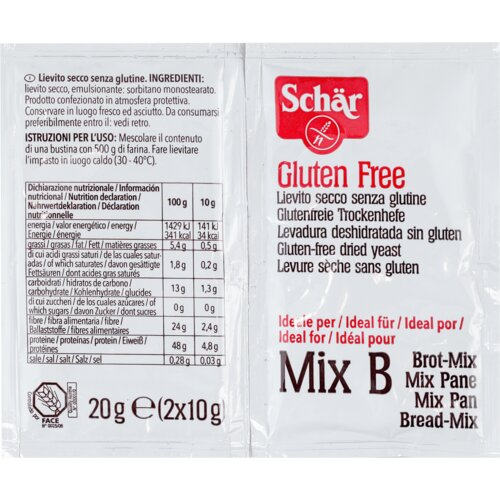 Lievito secco senza glutine. INGREDIENTI:
lievito secco, emulsionante: sorbitano monostearato.
Prodotto confezionato in atmosfera protettiva.
Conservare in luogo fresco ed asciutto. Da consumarsi
preferibilmente entro il: vedi retro.
ISTRUZIONI PER L'USO: Mescolare il contenuto
di una bustina con 500 g di farina. Fare lievitare
l'impasto in luogo caldo (30 - 40°C).
Dichiarazione nutrizionale / Información
nutricional / Nutrition declaration /
Nährwertdeklaration / Déclaration
nutritionnelle
100 g
10 g
energia / valor energético / energy /
Energie / énergie
1429 kJ
341 kcal
141 kJ
34 kcal
grassi / grasas / fat / Fett / matières grasses
5,4 g
0,5 g
di cui acidi grassi saturi / de las cuales satur-
adas / of which saturates / davon gesättigte
Fettsäuren / dont acides gras saturés
1,8 g
0,2 g
carboidrati / hidratos de carbono /
carbohydrate / Kohlenhydrate / glucides
13 g
1,3 g
di cui zuccheri / de los cuales azúcares / of
which sugars / davon Zucker / dont sucres
0 g
0 g
fibre / fibra alimentaria / fibre /
Ballaststoffe / fibres alimentaires
24 g
2,4 g
proteine / proteínas / protein / Eiweiß /
protéines
48 g
4,8 g
sale / sal / salt / Salz / sel
0,28 g
0,03 g
Controlado por
FACE
20 g ℮ (2x10g)
Schär
Gluten Free
Lievito secco senza glutine
Glutenfreie Trockenhefe
Levadura deshidratada sin gluten
Gluten-free dried yeast
Levure sèche sans gluten
Ideale per / Ideal für / Ideal por /
Ideal for / Idéal pour
Mix B
Brot-Mix
Mix Pane
Mix Pan
Bread-Mix